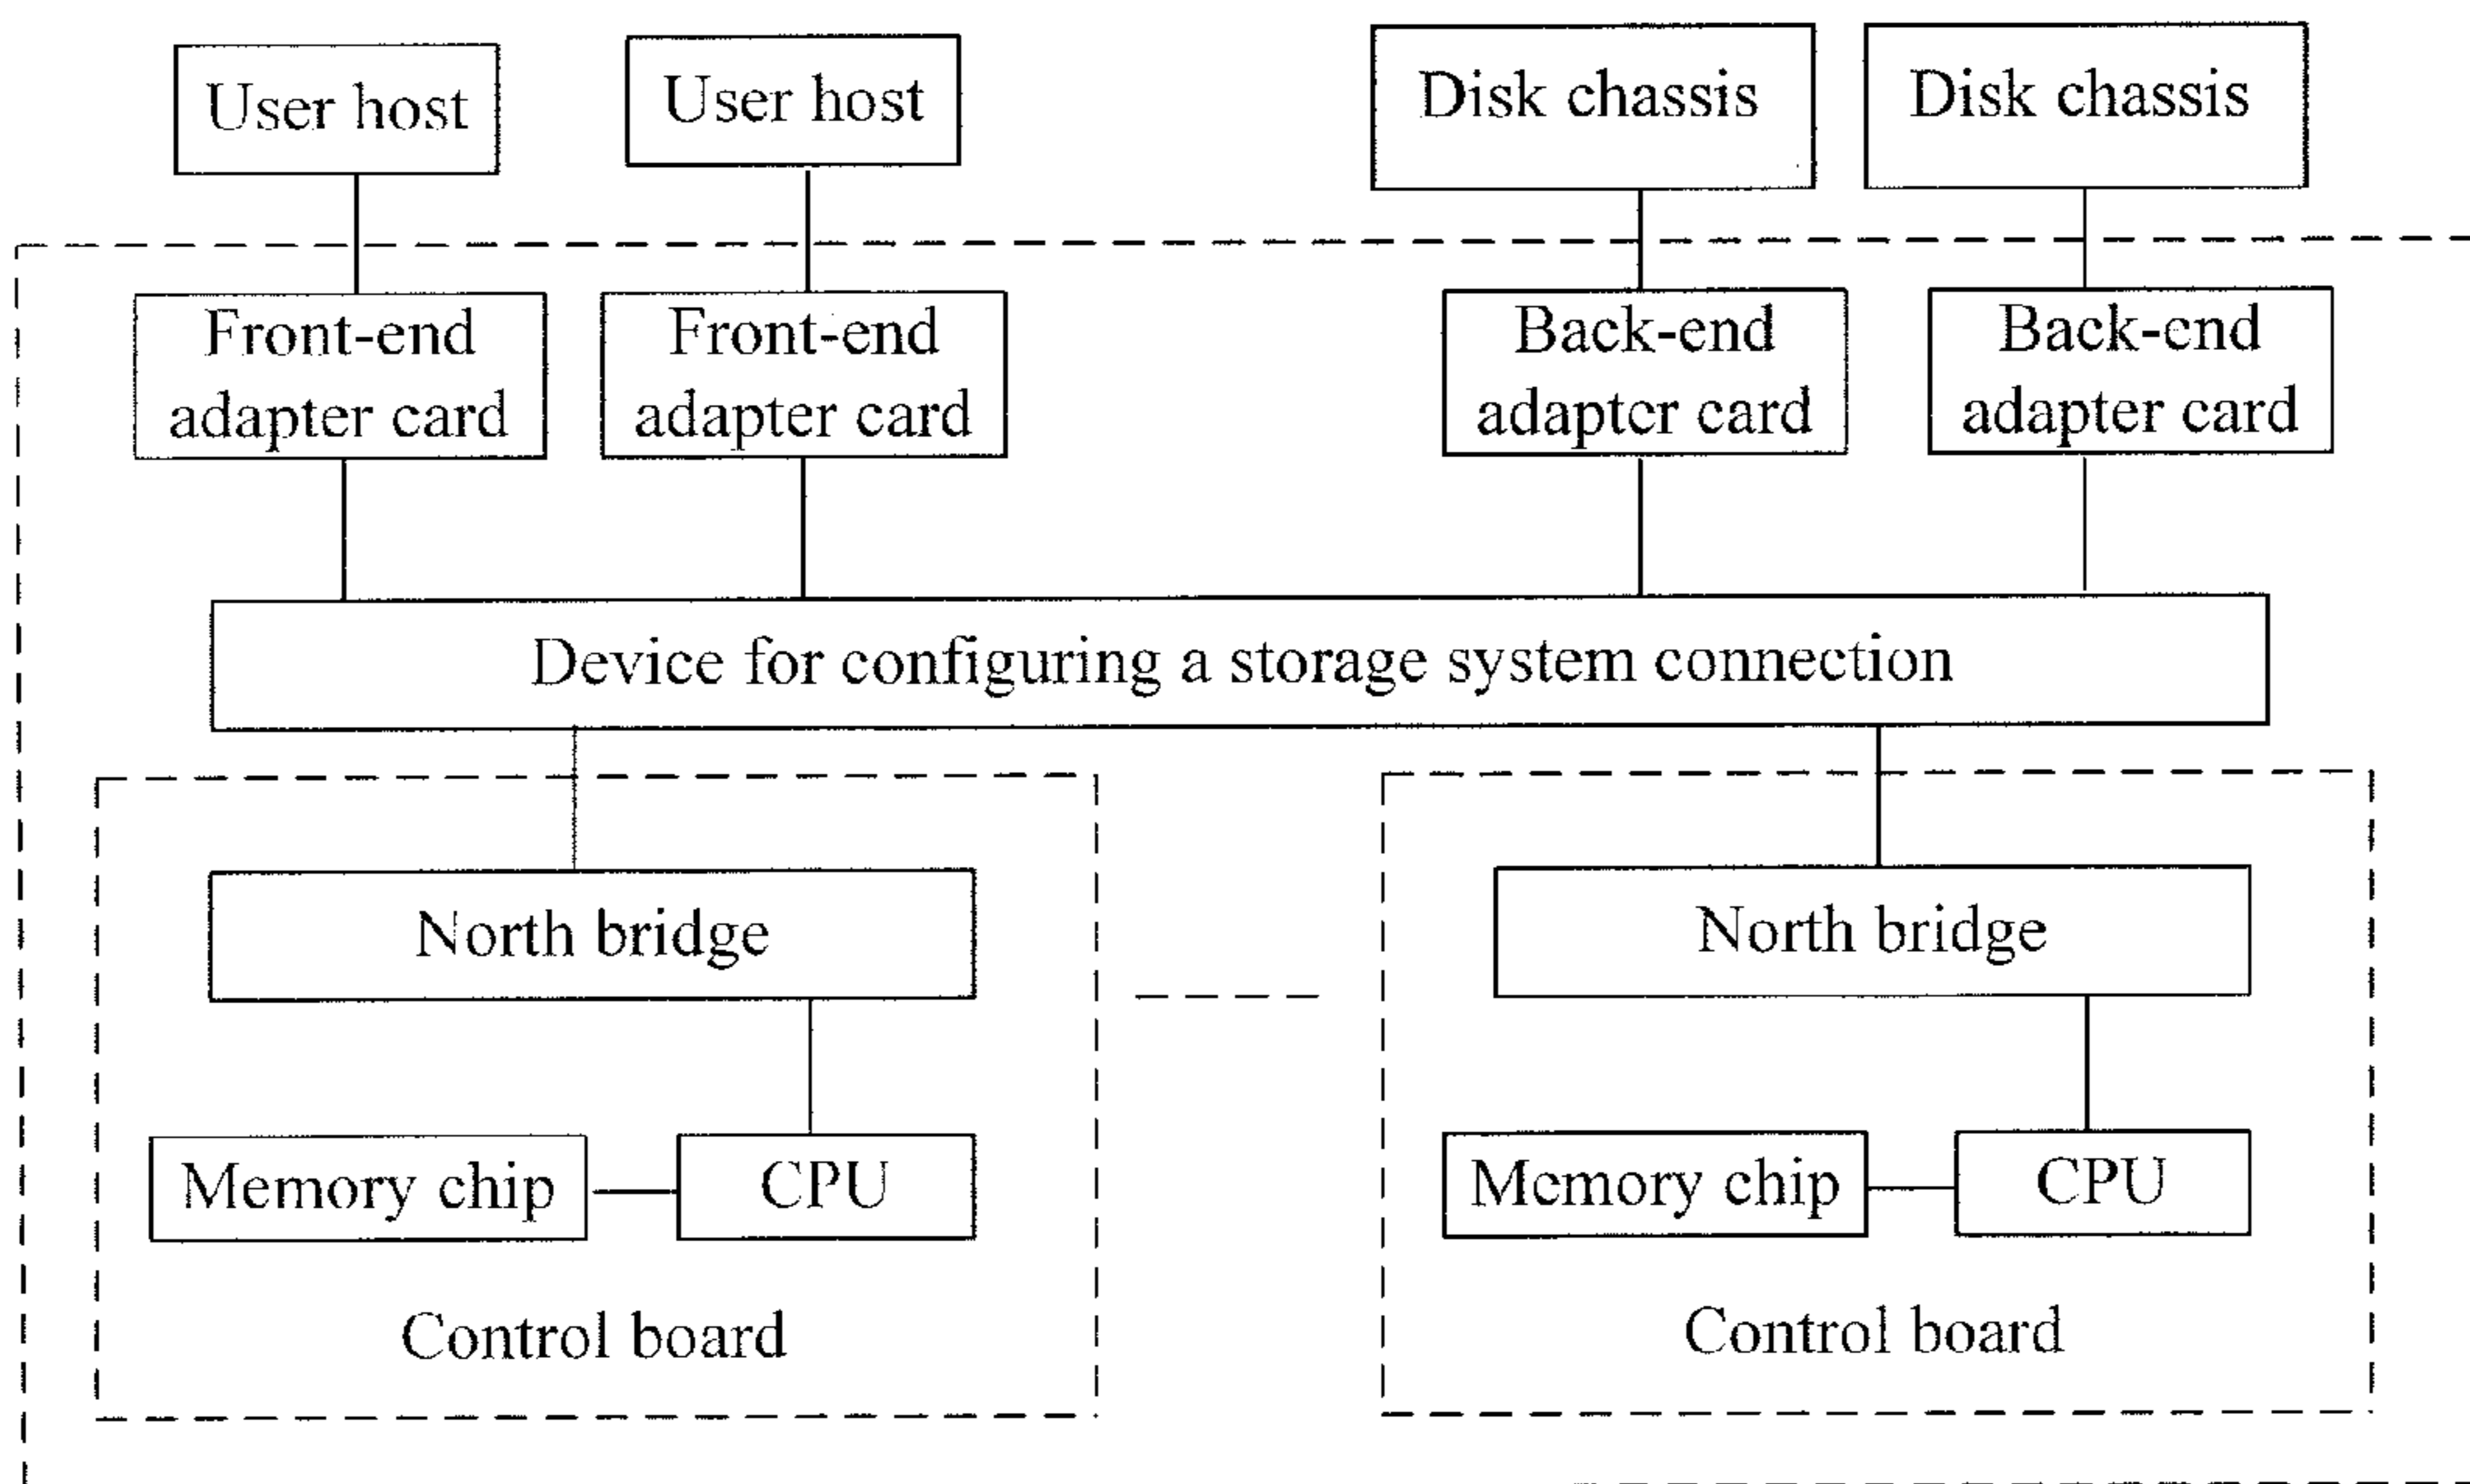 User host
User host
Disk chassis
Disk chassis
Front-end
adapter card
Front-end
adapter card
Back-end
adapter card
Back-end
adapter card
Device for configuring a storage system connection
North bridge
North bridge
Memory chip
CPU
Memory chip
CPU
Control board
Control board